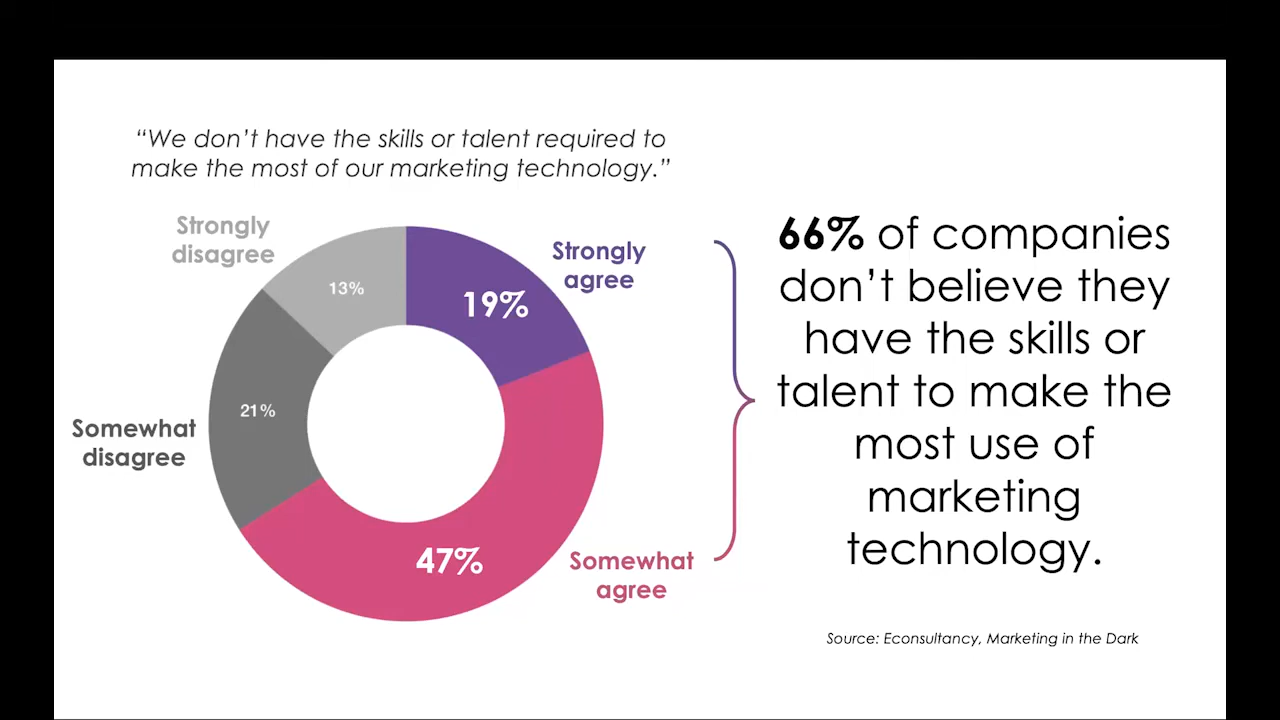 “We don’t have the skills or talent required to
make the most of our marketing technology.”
Strongly
disagree
13%
Strongly
agree
19%
21%
Somewhat
disagree
47%
Somewhat
agree
66% of companies
don’t believe they
have the skills or
talent to make the
most use of
marketing
technology.
Source: Econsultancy, Marketing in the Dark